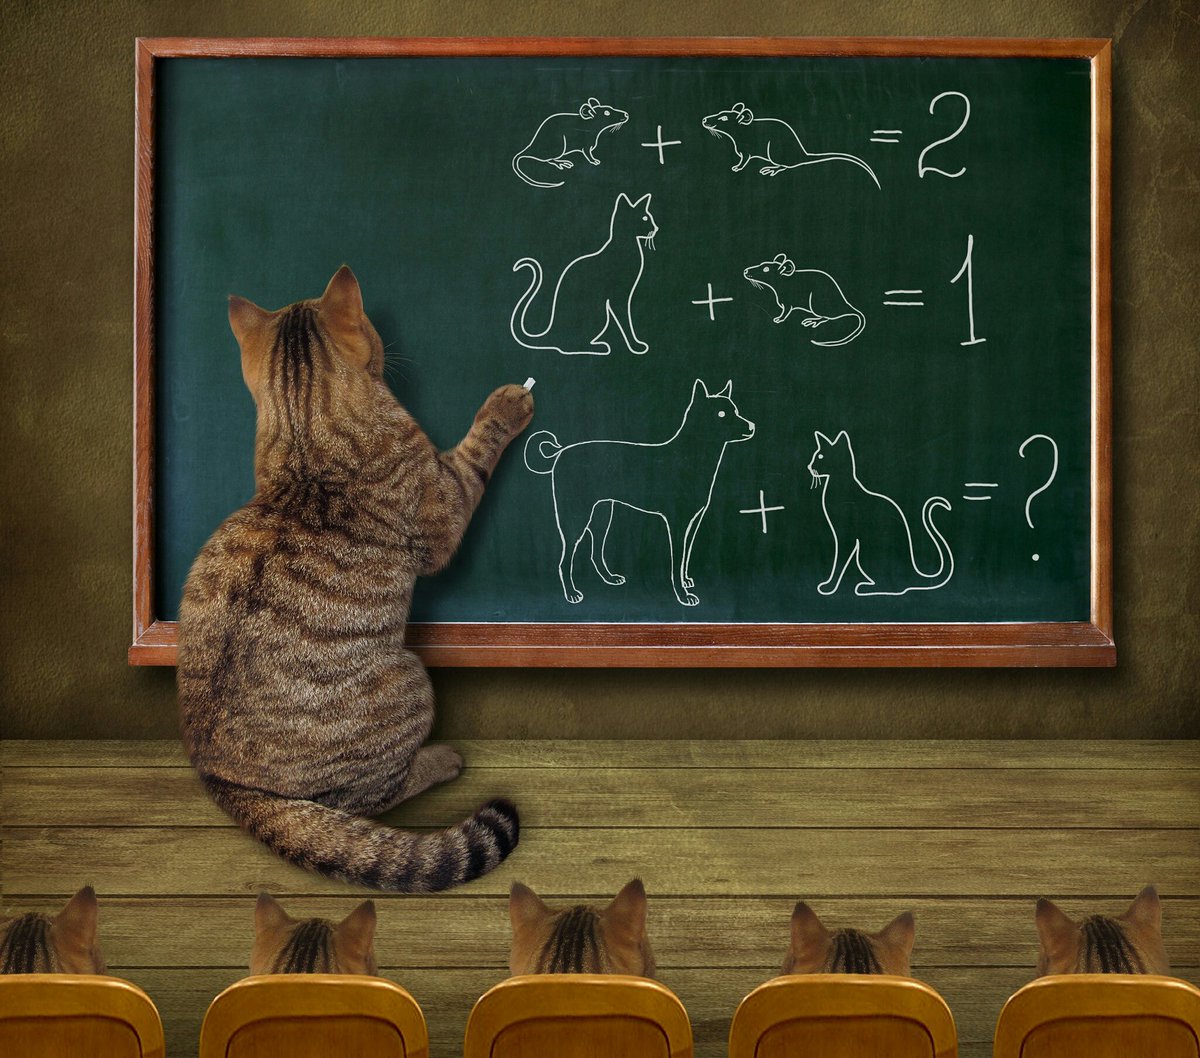 + = 2
+ = 1
+ = ?